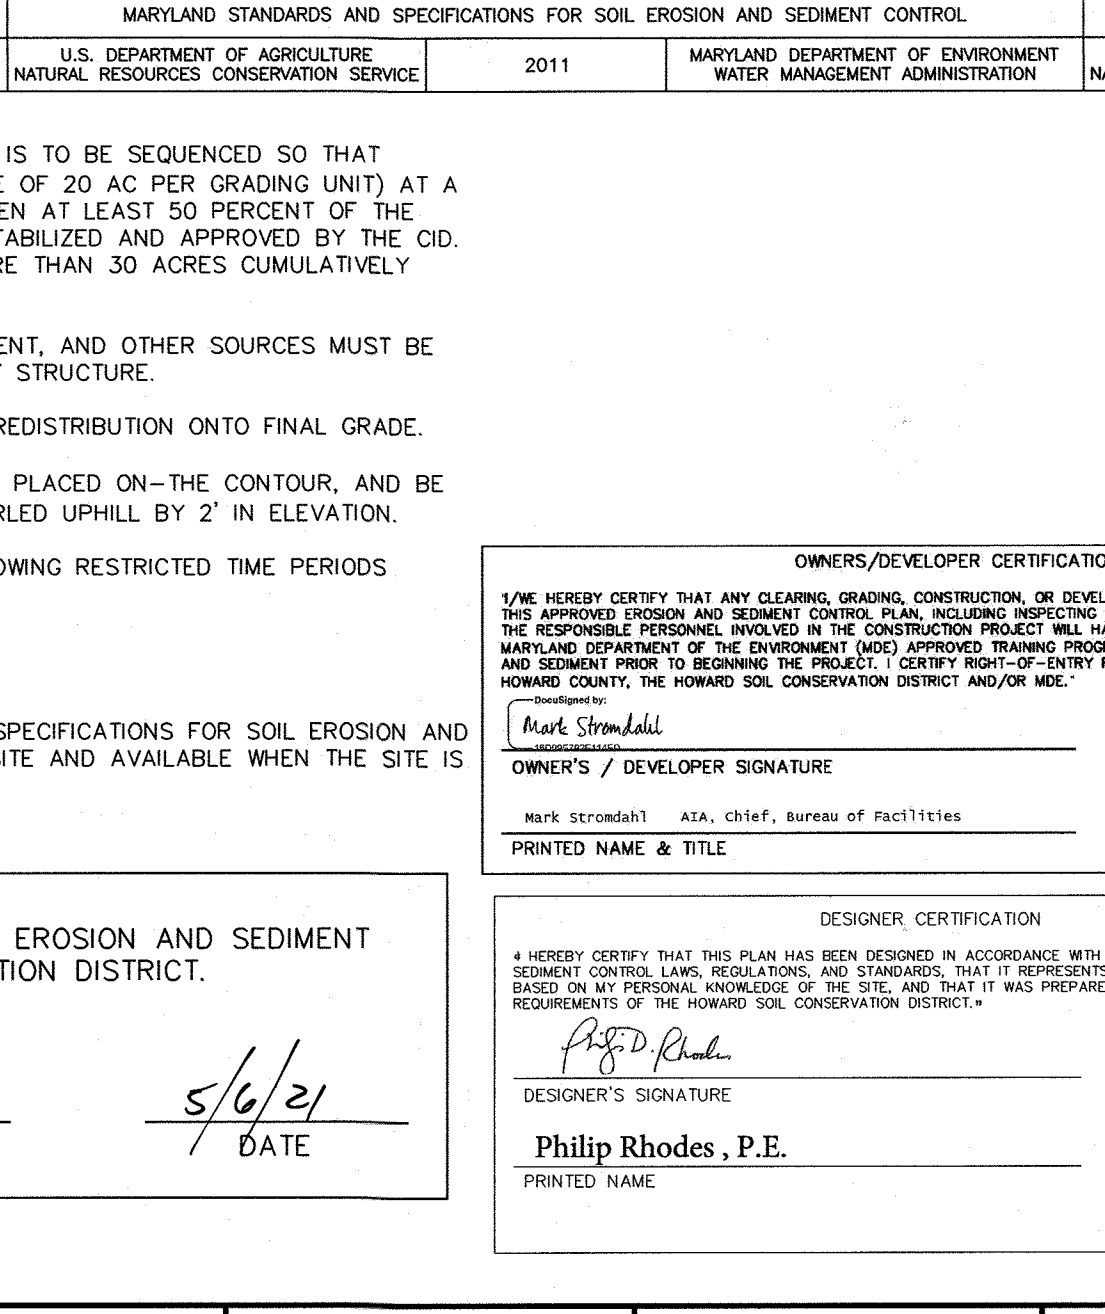 MARYLAND STANDARDS AND SPECIFICATIONS FOR SOIL EROSION AND SEDIMENT CONTROL
U.S. DEPARTMENT OF AGRICULTURE
NATURAL RESOURCES CONSERVATION SERVICE
2011
MARYLAND DEPARTMENT OF ENVIRONMENT
WATER MANAGEMENT ADMINISTRATION
IS TO BE SEQUENCED SO THAT
E OF 20 AC PER GRADING UNIT) AT A
EN AT LEAST 50 PERCENT OF THE
TABILIZED AND APPROVED BY THE CID.
RE THAN 30 ACRES CUMULATIVELY
ENT, AND OTHER SOURCES MUST BE
T STRUCTURE.
REDISTRIBUTION ONTO FINAL GRADE.
PLACED ON-THE CONTOUR, AND BE
RLED UPHILL BY 2' IN ELEVATION.
OWING RESTRICTED TIME PERIODS
SPECIFICATIONS FOR SOIL EROSION AND
SITE AND AVAILABLE WHEN THE SITE IS
EROSION AND SEDIMENT
TION DISTRICT.
5/6/21
DATE
OWNERS/DEVELOPER CERTIFICATIO
"I/WE HEREBY CERTIFY THAT ANY CLEARING, GRADING, CONSTRUCTION, OR DEVEL
THIS APPROVED EROSION AND SEDIMENT CONTROL PLAN, INCLUDING INSPECTING
THE RESPONSIBLE PERSONNEL INVOLVED IN THE CONSTRUCTION PROJECT WILL HA
MARYLAND DEPARTMENT OF THE ENVIRONMENT (MDE) APPROVED TRAINING PROG
AND SEDIMENT PRIOR TO BEGINNING THE PROJECT. I CERTIFY RIGHT-OF-ENTRY
HOWARD COUNTY, THE HOWARD SOIL CONSERVATION DISTRICT AND/OR MDE."
DocuSigned by:
Mark Stromdahl
OWNER'S / DEVELOPER SIGNATURE
Mark Stromdahl AIA, Chief, Bureau of Facilities
PRINTED NAME & TITLE
DESIGNER CERTIFICATION
I HEREBY CERTIFY THAT THIS PLAN HAS BEEN DESIGNED IN ACCORDANCE WITH
SEDIMENT CONTROL LAWS, REGULATIONS, AND STANDARDS, THAT IT REPRESENTS
BASED ON MY PERSONAL KNOWLEDGE OF THE SITE, AND THAT IT WAS PREPARE
REQUIREMENTS OF THE HOWARD SOIL CONSERVATION DISTRICT."
Philip D. Rhodes
DESIGNER'S SIGNATURE
Philip Rhodes , P.E.
PRINTED NAME